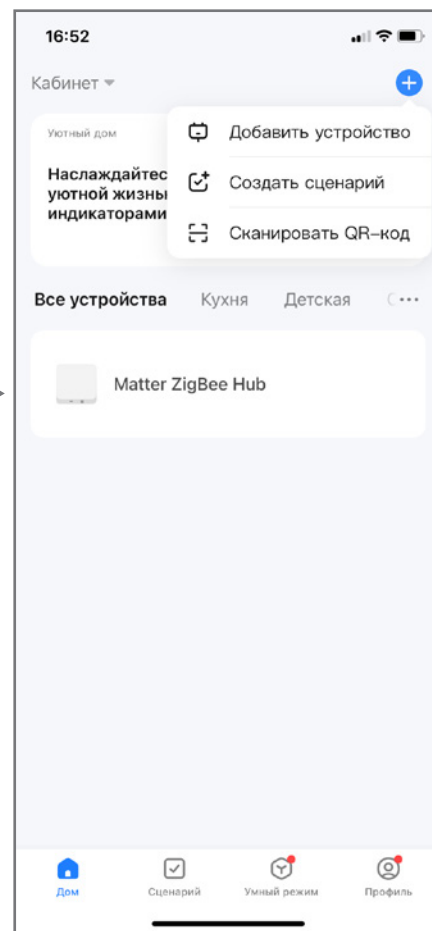 16:52
Кабинет
Добавить устройство
Создать сценарий
Сканировать QR-код
Уютный дом
Наслаждайтес
уютной жизны
индикаторами
Все устройства Кухня Детская
Matter ZigBee Hub
Дом Сценарий Умный режим Профиль